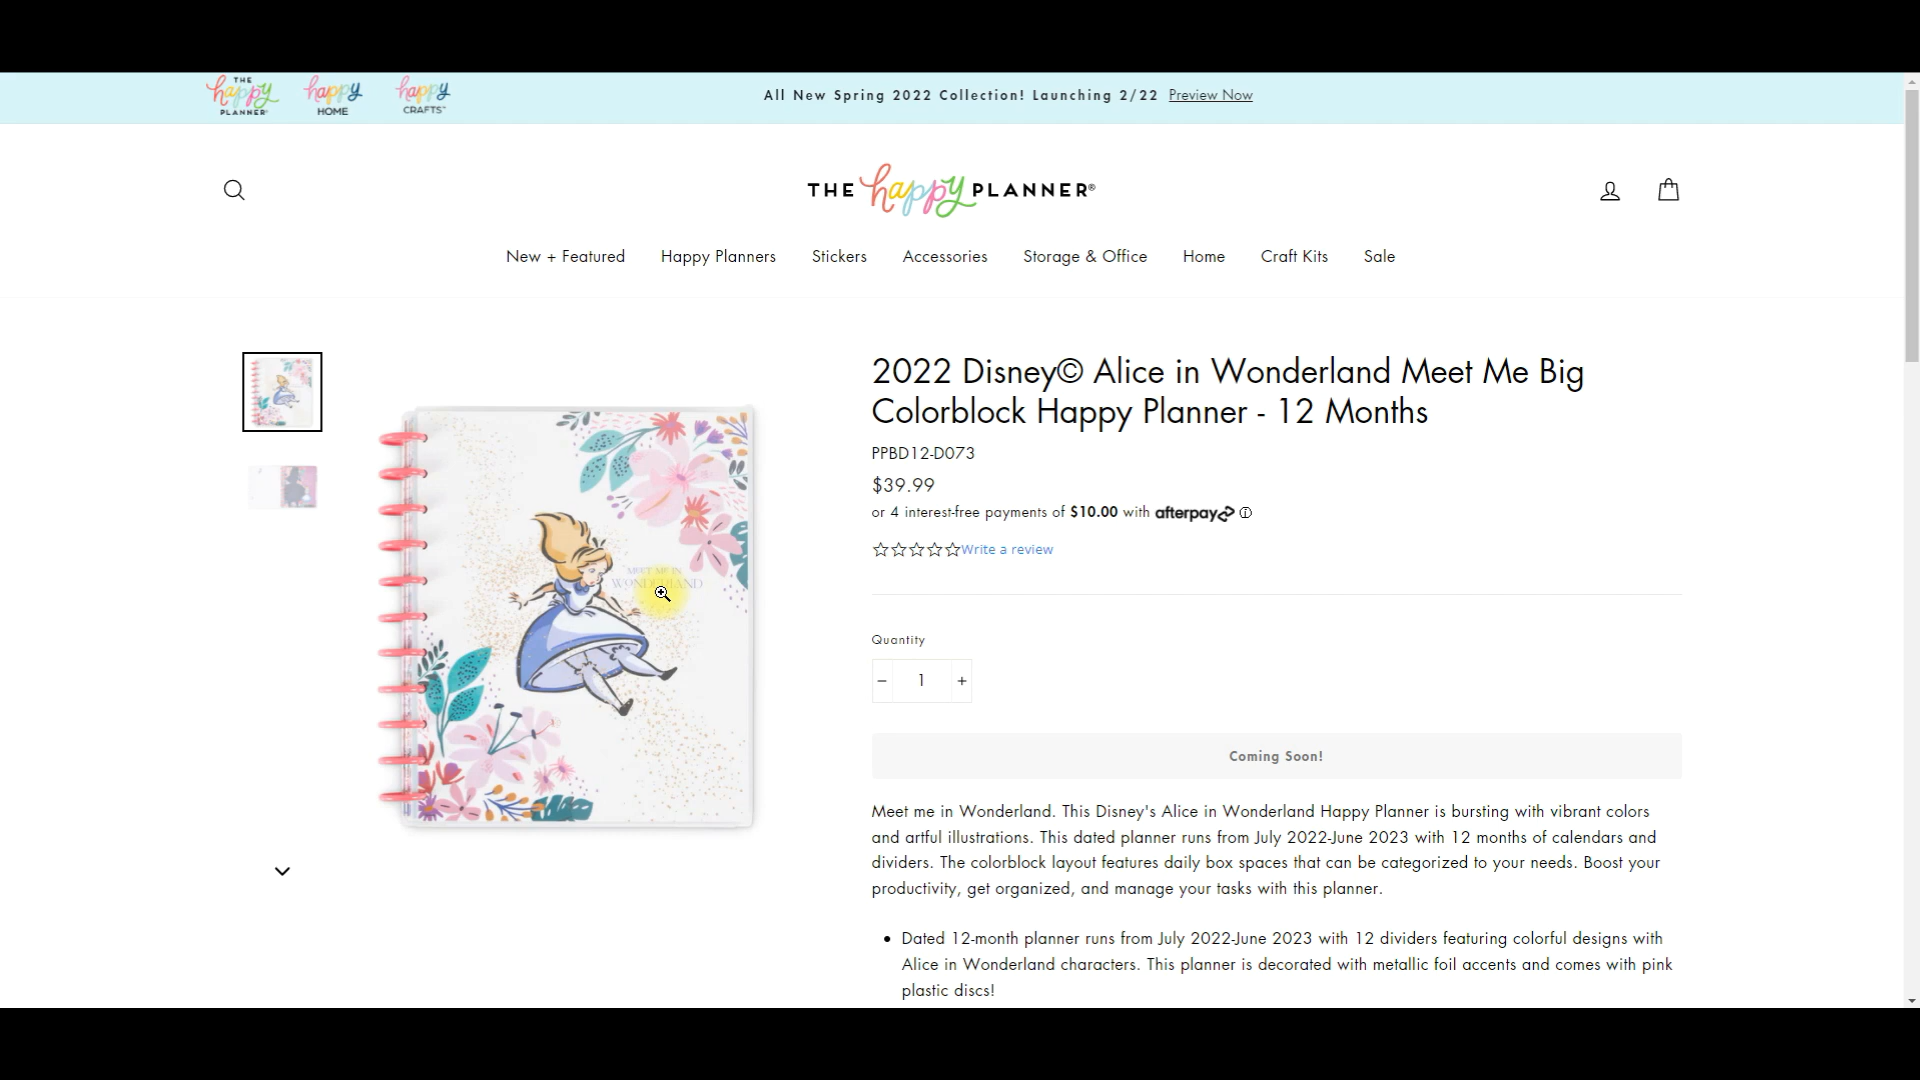 THE happy PLANNER®
happy HOME
happy CRAFTS™
All New Spring 2022 Collection! Launching 2/22 Preview Now
THE happy PLANNER®
New + Featured Happy Planners Stickers Accessories Storage & Office Home Craft Kits Sale
MEET ME IN
WONDERLAND
2022 Disney© Alice in Wonderland Meet Me Big
Colorblock Happy Planner - 12 Months
PPBD12-D073
$39.99
or 4 interest-free payments of $10.00 with afterpay
Write a review
Quantity
− 1 +
Coming Soon!
Meet me in Wonderland. This Disney's Alice in Wonderland Happy Planner is bursting with vibrant colors
and artful illustrations. This dated planner runs from July 2022-June 2023 with 12 months of calendars and
dividers. The colorblock layout features daily box spaces that can be categorized to your needs. Boost your
productivity, get organized, and manage your tasks with this planner.
• Dated 12-month planner runs from July 2022-June 2023 with 12 dividers featuring colorful designs with
Alice in Wonderland characters. This planner is decorated with metallic foil accents and comes with pink
plastic discs!